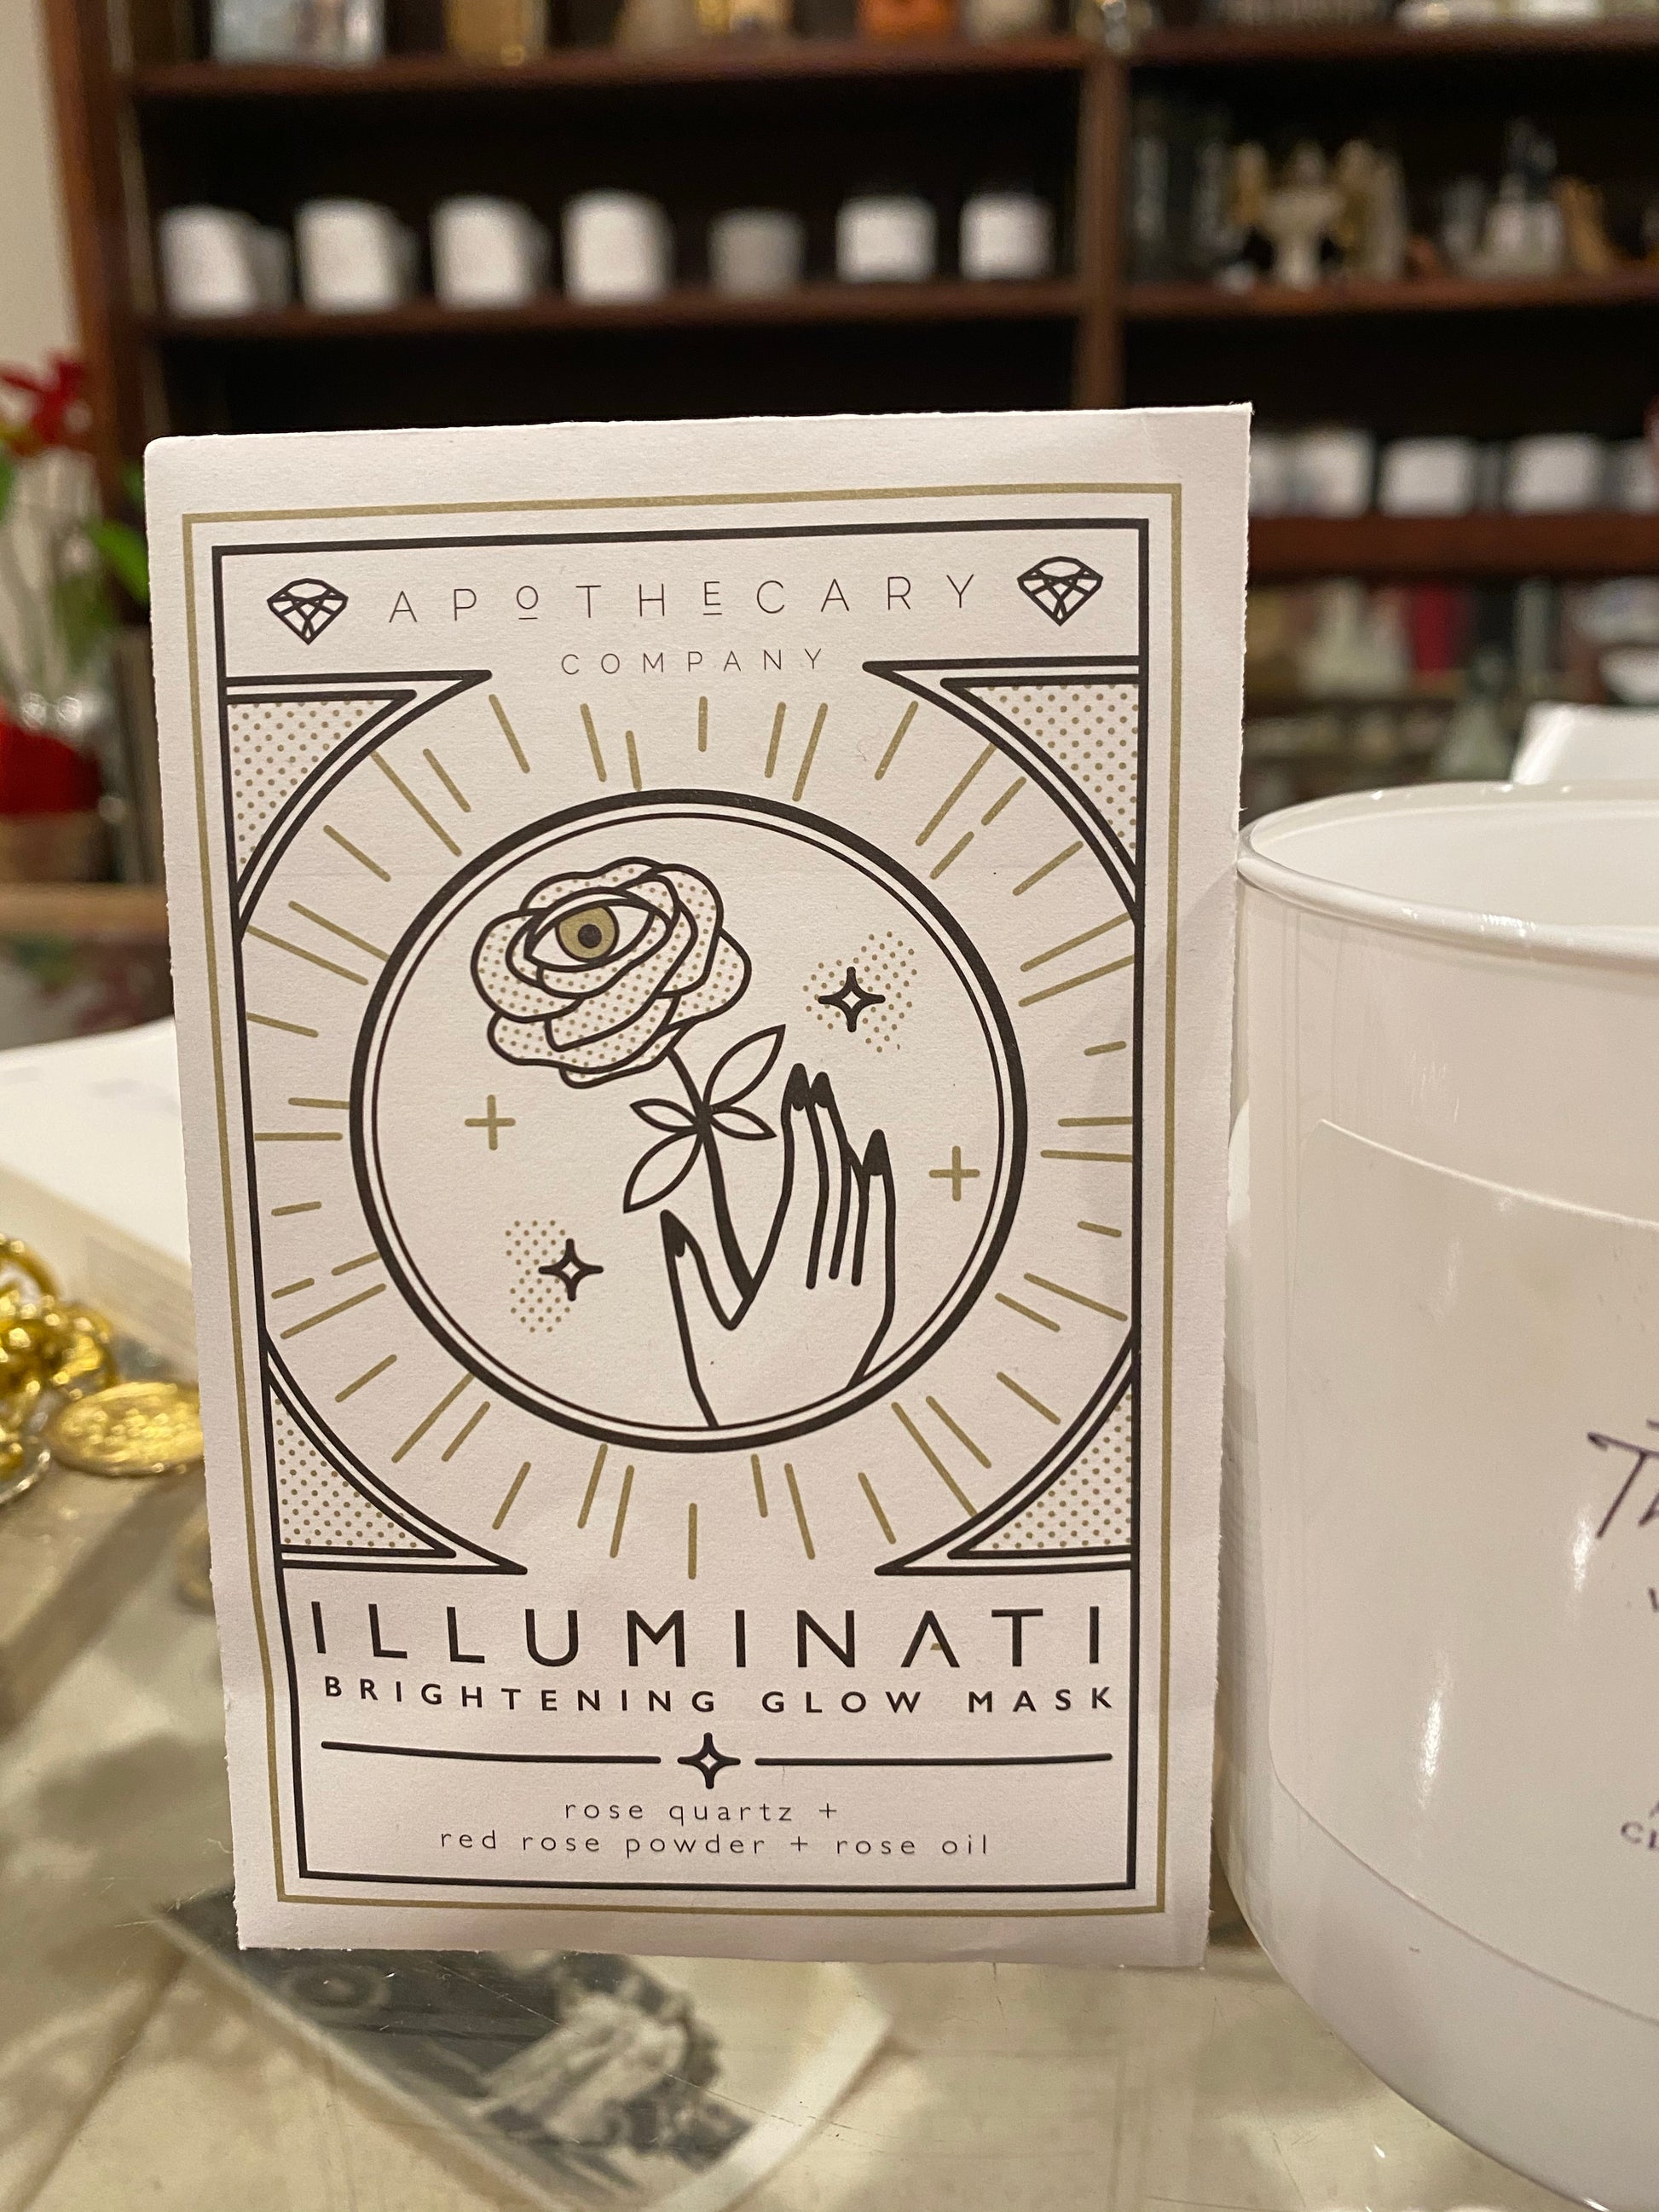 APOTHECARY
COMPANY
ILLUMINATI
BRIGHTENING GLOW MASK
rose quartz +
red rose powder + rose oil